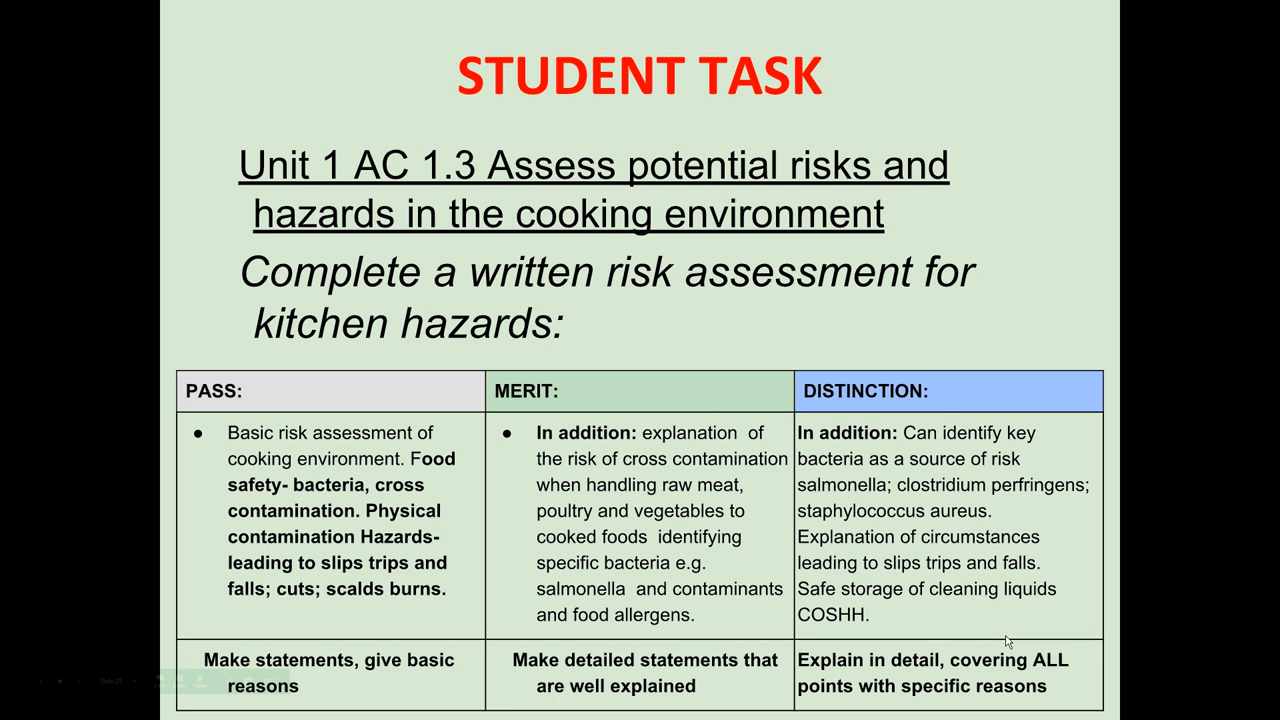 STUDENT TASK
Unit 1 AC 1.3 Assess potential risks and
hazards in the cooking environment
Complete a written risk assessment for
kitchen hazards:
PASS:
● Basic risk assessment of
cooking environment. Food
safety- bacteria, cross
contamination. Physical
contamination Hazards-
leading to slips trips and
falls; cuts; scalds burns.
Make statements, give basic
reasons
MERIT:
● In addition: explanation of
the risk of cross contamination
when handling raw meat,
poultry and vegetables to
cooked foods identifying
specific bacteria e.g.
salmonella and contaminants
and food allergens.
Make detailed statements that
are well explained
DISTINCTION:
In addition: Can identify key
bacteria as a source of risk
salmonella; clostridium perfringens;
staphylococcus aureus.
Explanation of circumstances
leading to slips trips and falls.
Safe storage of cleaning liquids
COSHH.
Explain in detail, covering ALL
points with specific reasons